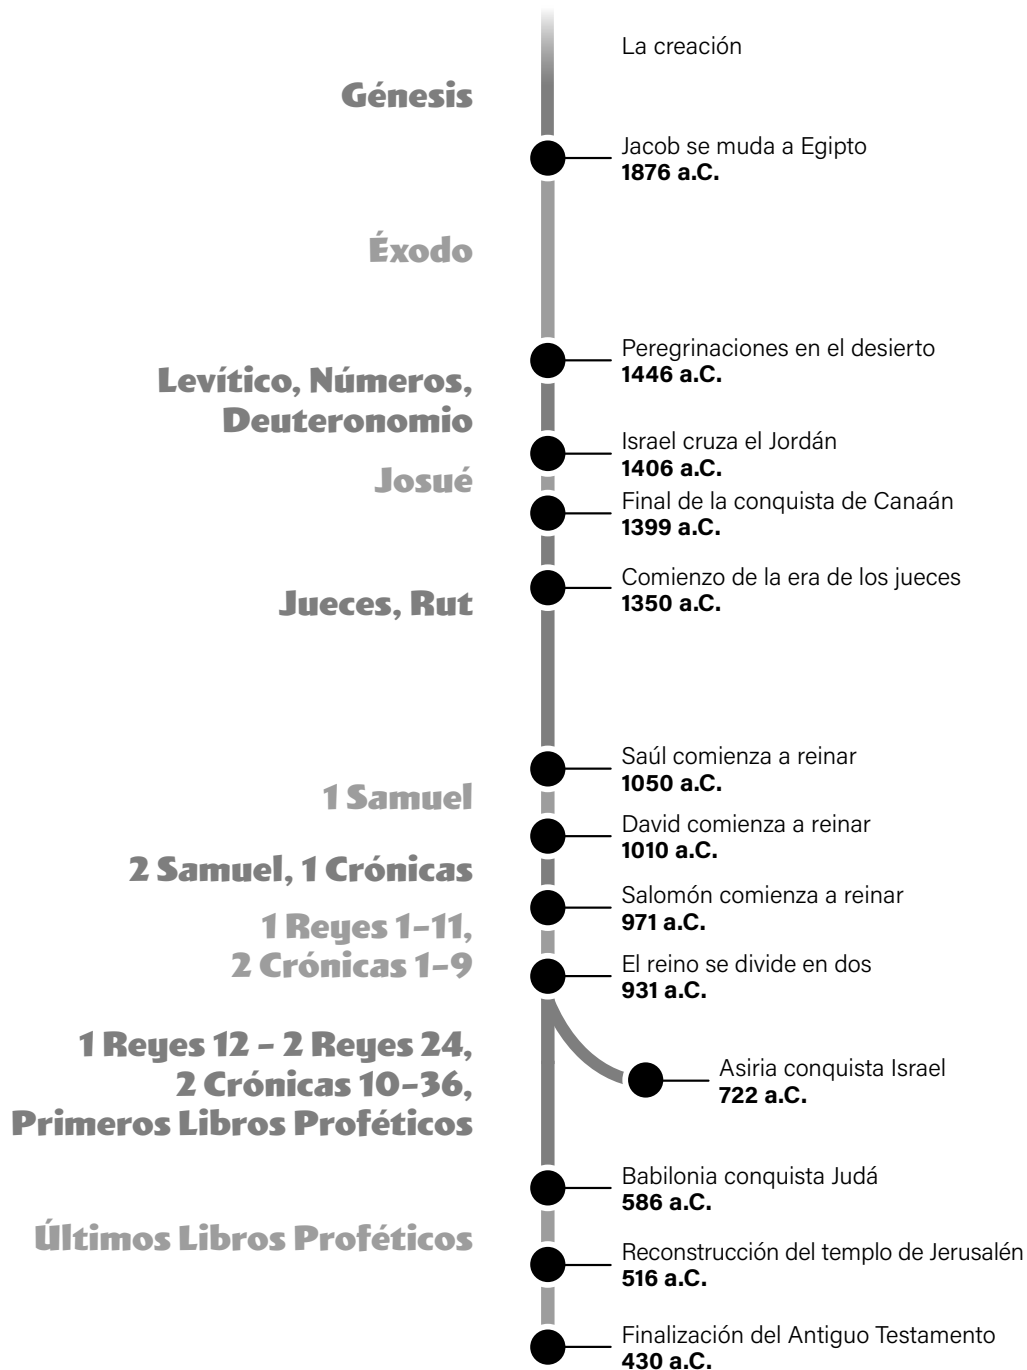 La creación
Génesis
Jacob se muda a Egipto
1876 a.C.
Éxodo
Peregrinaciones en el desierto
1446 a.C.
Levítico, Números,
Deuteronomio
Israel cruza el Jordán
1406 a.C.
Josué
Final de la conquista de Canaán
1399 a.C.
Comienzo de la era de los jueces
1350 a.C.
Jueces, Rut
Saúl comienza a reinar
1050 a.C.
1 Samuel
David comienza a reinar
1010 a.C.
2 Samuel, 1 Crónicas
Salomón comienza a reinar
971 a.C.
1 Reyes 1–11,
2 Crónicas 1–9
El reino se divide en dos
931 a.C.
1 Reyes 12 – 2 Reyes 24,
2 Crónicas 10–36,
Primeros Libros Proféticos
Asiria conquista Israel
722 a.C.
Babilonia conquista Judá
586 a.C.
Últimos Libros Proféticos
Reconstrucción del templo de Jerusalén
516 a.C.
Finalización del Antiguo Testamento
430 a.C.